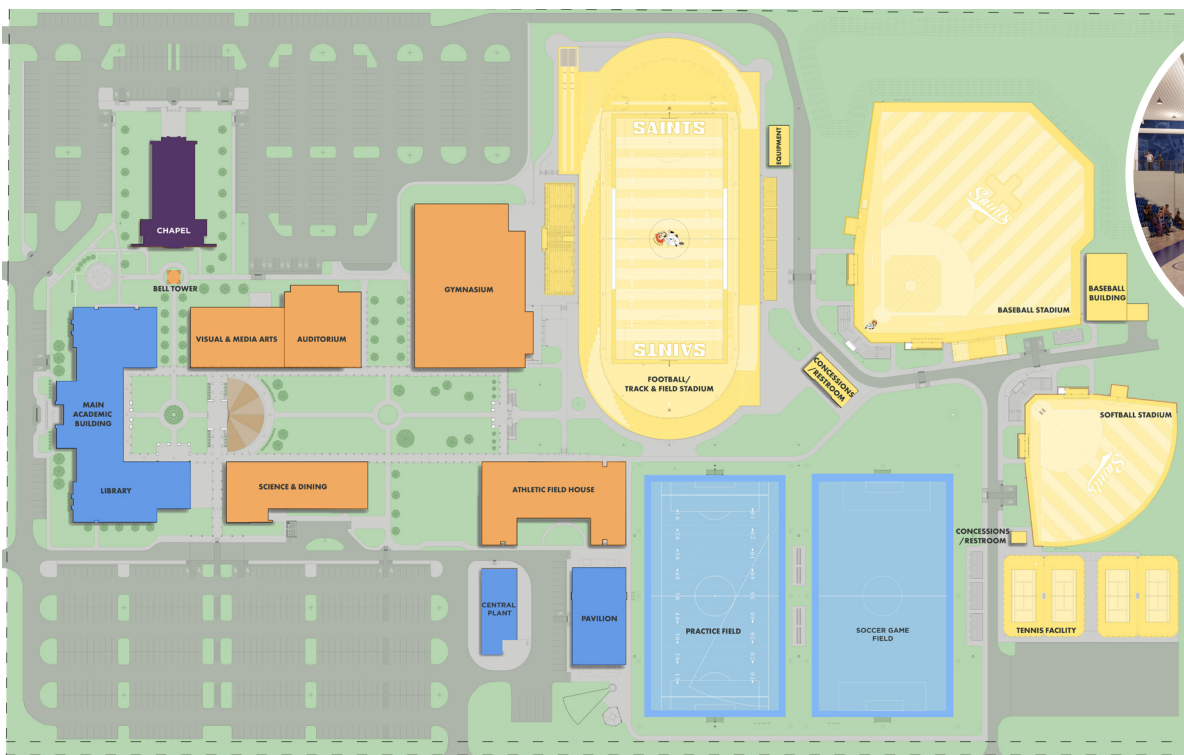 SAINTS
EQUIPMENT
CHAPEL
Saints
BELL TOWER
GYMNASIUM
BASEBALL
BUILDING
BASEBALL STADIUM
VISUAL & MEDIA ARTS
AUDITORIUM
SAINTS
CONCESSIONS
/RESTROOM
FOOTBALL/
TRACK & FIELD STADIUM
MAIN
ACADEMIC
BUILDING
SOFTBALL STADIUM
Saints
LIBRARY
SCIENCE & DINING
ATHLETIC FIELD HOUSE
CONCESSIONS
/RESTROOM
CENTRAL
PLANT
PAVILION
PRACTICE FIELD
SOCCER GAME
FIELD
TENNIS FACILITY